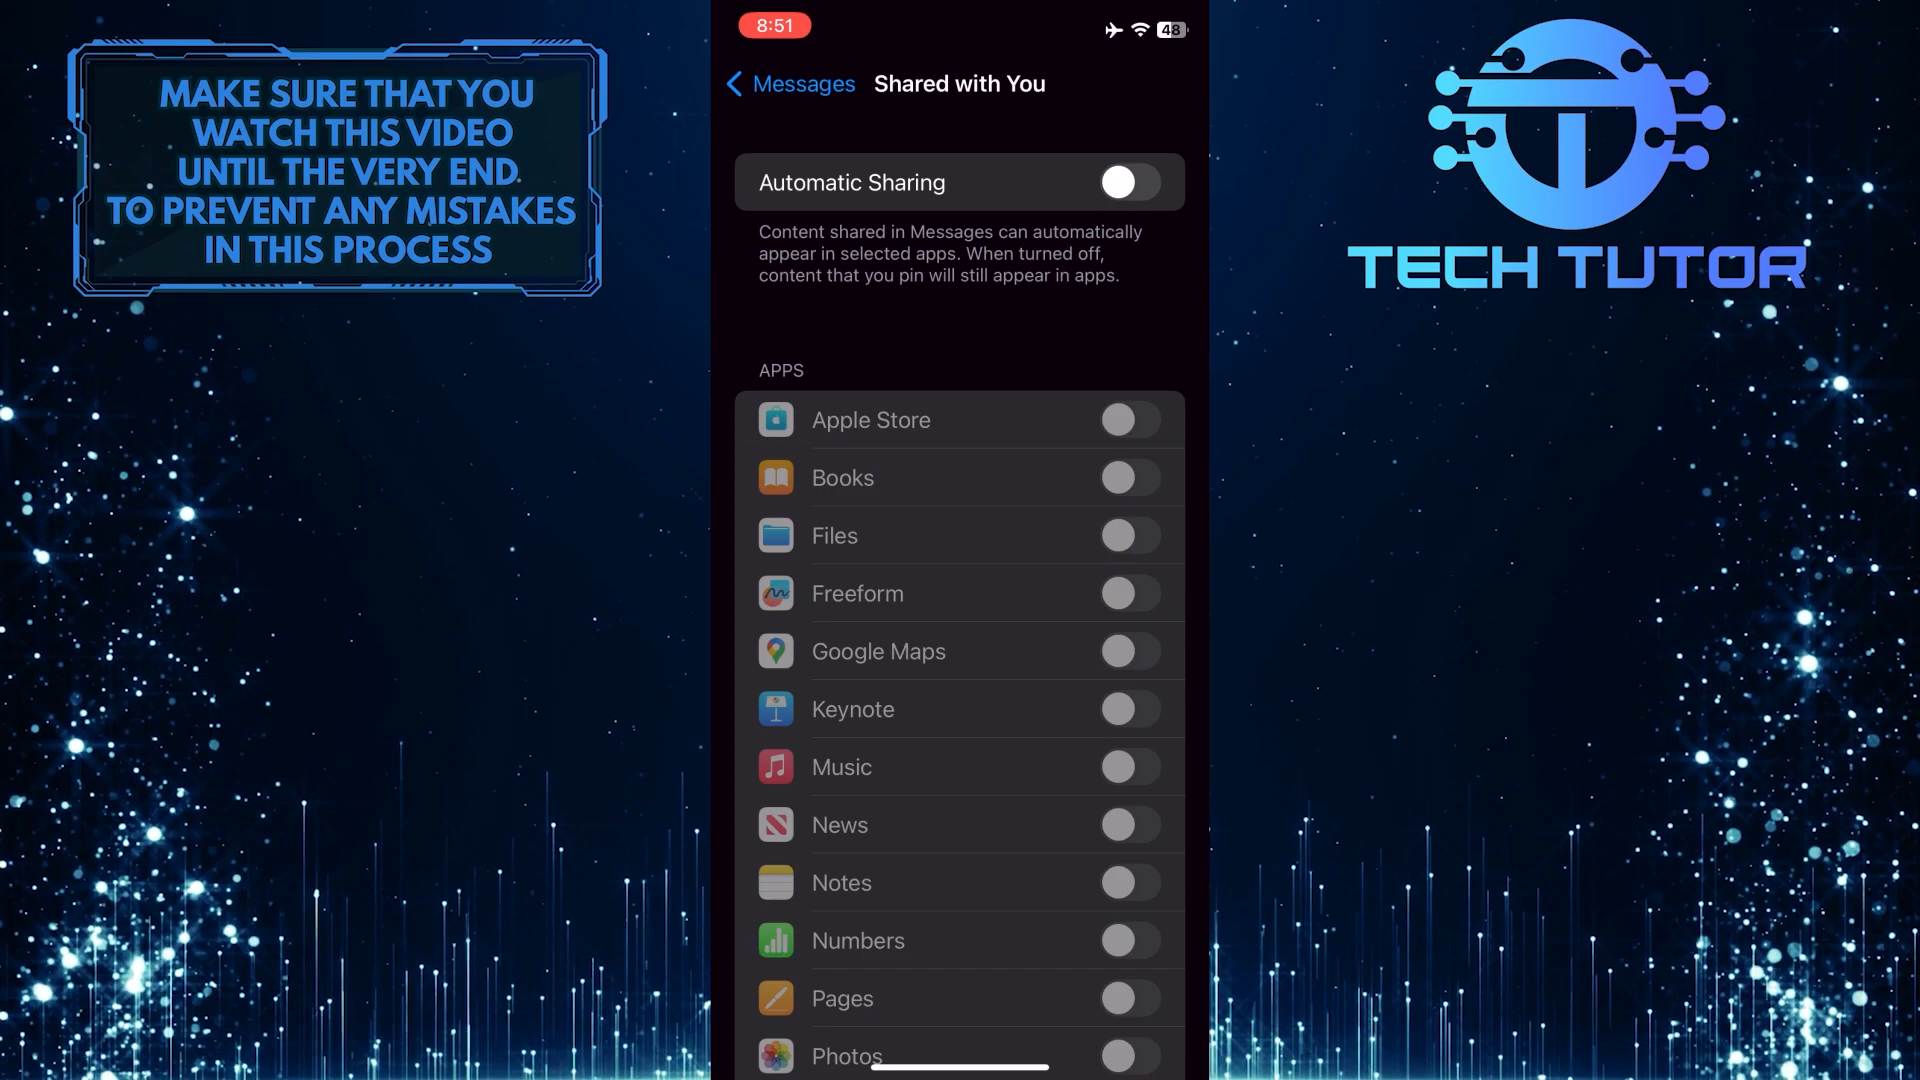 MAKE SURE THAT YOU
WATCH THIS VIDEO
UNTIL THE VERY END
TO PREVENT ANY MISTAKES
IN THIS PROCESS
8:51
48
Messages
Shared with You
Automatic Sharing
Content shared in Messages can automatically
appear in selected apps. When turned off,
content that you pin will still appear in apps.
APPS
Apple Store
Books
Files
Freeform
Google Maps
Keynote
Music
News
Notes
Numbers
Pages
Photos
TECH TUTOR